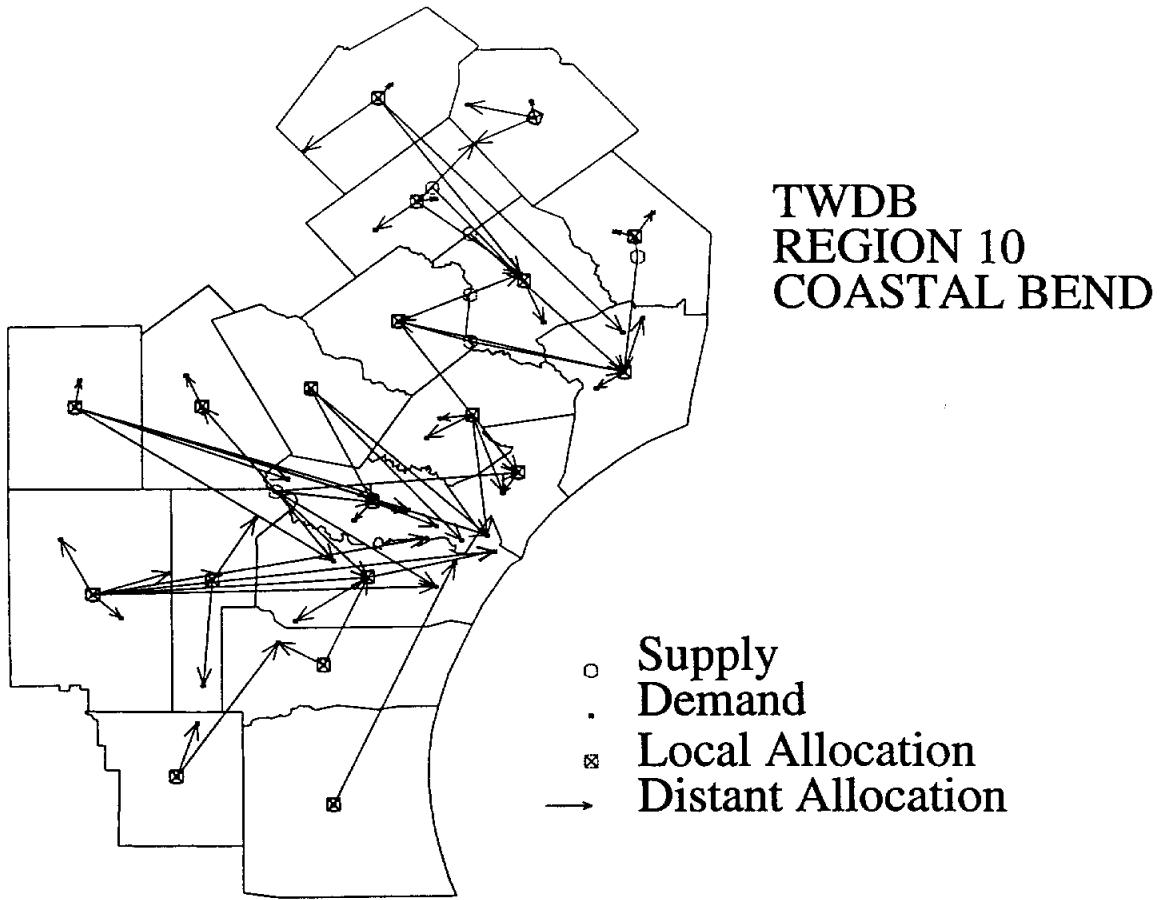 TWDB
REGION 10
COASTAL BEND
Supply
Demand
Local Allocation
Distant Allocation